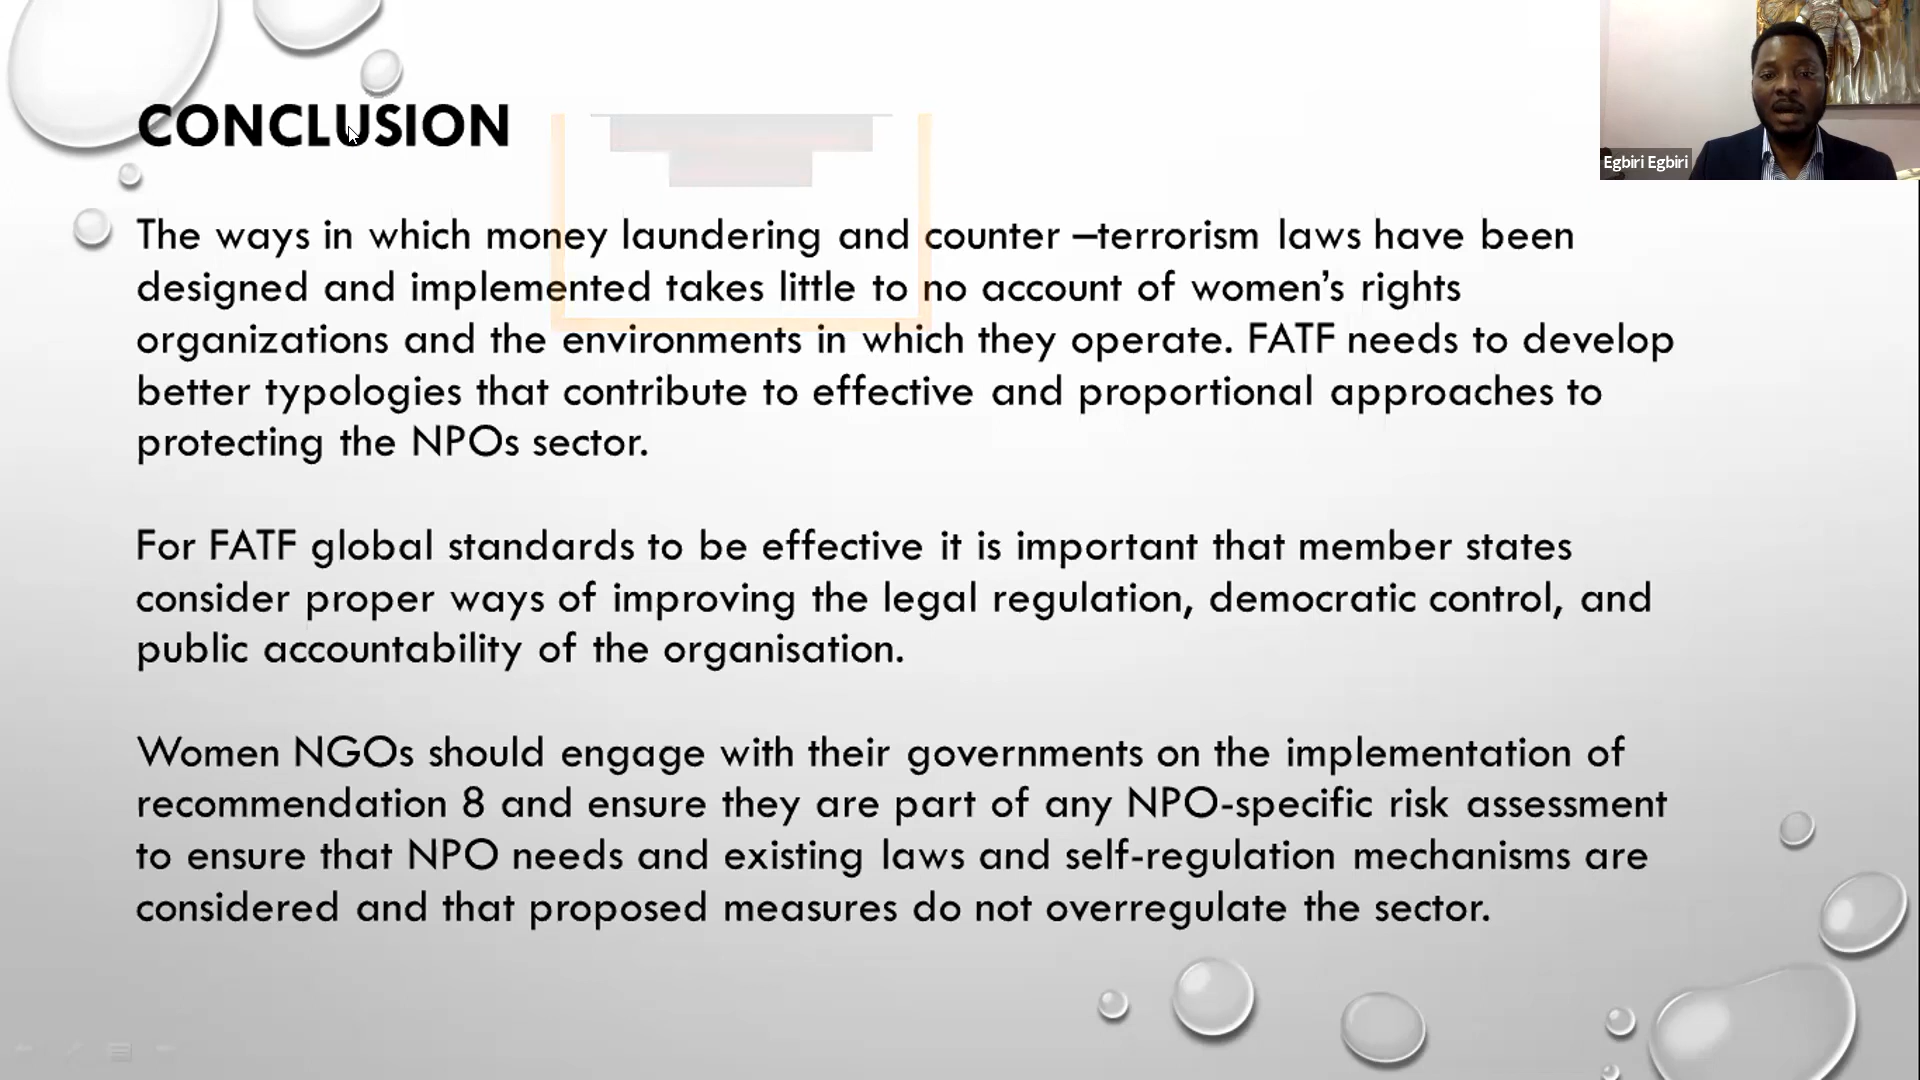 CONCLUSION
Egbiri Egbiri
The ways in which money laundering and counter –terrorism laws have been
designed and implemented takes little to no account of women’s rights
organizations and the environments in which they operate. FATF needs to develop
better typologies that contribute to effective and proportional approaches to
protecting the NPOs sector.
For FATF global standards to be effective it is important that member states
consider proper ways of improving the legal regulation, democratic control, and
public accountability of the organisation.
Women NGOs should engage with their governments on the implementation of
recommendation 8 and ensure they are part of any NPO-specific risk assessment
to ensure that NPO needs and existing laws and self-regulation mechanisms are
considered and that proposed measures do not overregulate the sector.